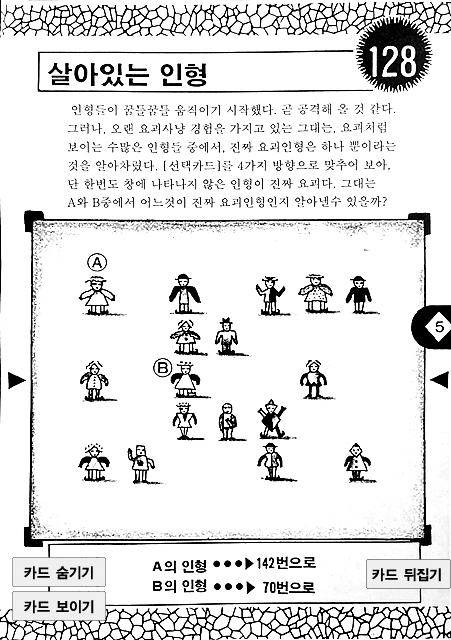 128
살아있는 인형
인형들이 꿈틀꿈틀 움직이기 시작했다. 곧 공격해 올 것 같다.
그러나, 오랜 요괴사냥 경험을 가지고 있는 그대는, 요괴처럼
보이는 수많은 인형들 중에서, 진짜 요괴인형은 하나 뿐이라는
것을 알아차렸다. [선택카드]를 4가지 방향으로 맞추어 보아,
단 한번도 창에 나타나지 않은 인형이 진짜 요괴다. 그대는
A와 B중에서 어느것이 진짜 요괴인형인지 알아낼수 있을까?
A
5
B
A의 인형 •••▶ 142번으로
B의 인형 •••▶ 70번으로
카드 숨기기
카드 뒤집기
카드 보이기